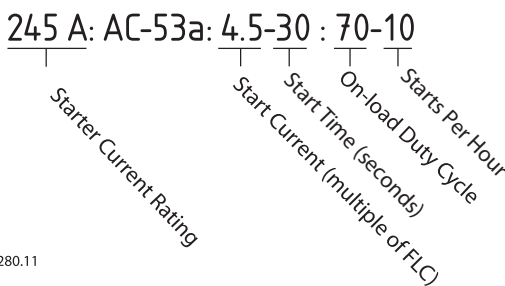 245 A: AC-53a: 4.5-30 : 70-10
Starter Current Rating
Start Current (multiple of FLC)
Start Time (seconds)
On-load Duty Cycle
Starts Per Hour
280.11